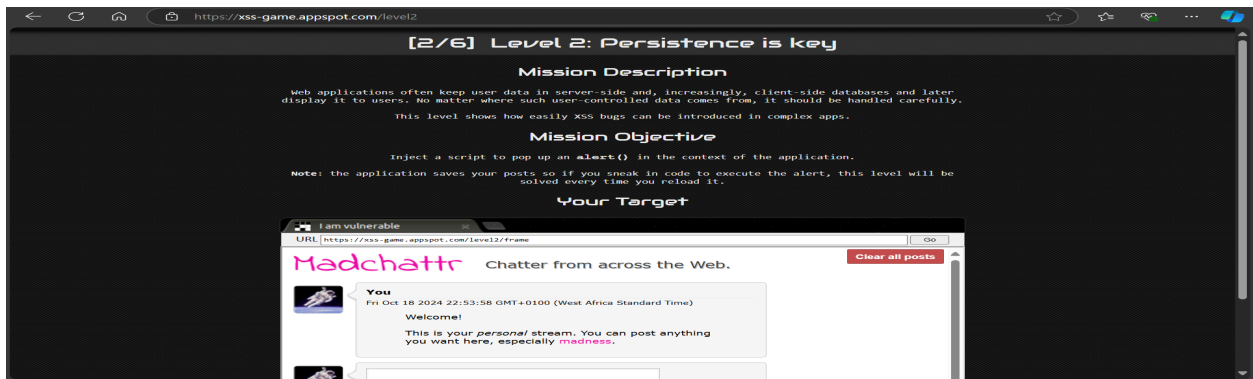 https://xss-game.appspot.com/level2
[2/6] Level 2: Persistence is key
Mission Description
Web applications often keep user data in server-side and, increasingly, client-side databases and later
display it to users. No matter where such user-controlled data comes from, it should be handled carefully.
This level shows how easily XSS bugs can be introduced in complex apps.
Mission Objective
Inject a script to pop up an alert() in the context of the application.
Note: the application saves your posts so if you sneak in code to execute the alert, this level will be
solved every time you reload it.
Your Target
I am vulnerable
URL https://xss-game.appspot.com/level2/frame Go
Madchattr Chatter from across the Web. Clear all posts
You
Fri Oct 18 2024 22:53:58 GMT+0100 (West Africa Standard Time)
Welcome!
This is your personal stream. You can post anything
you want here, especially madness.